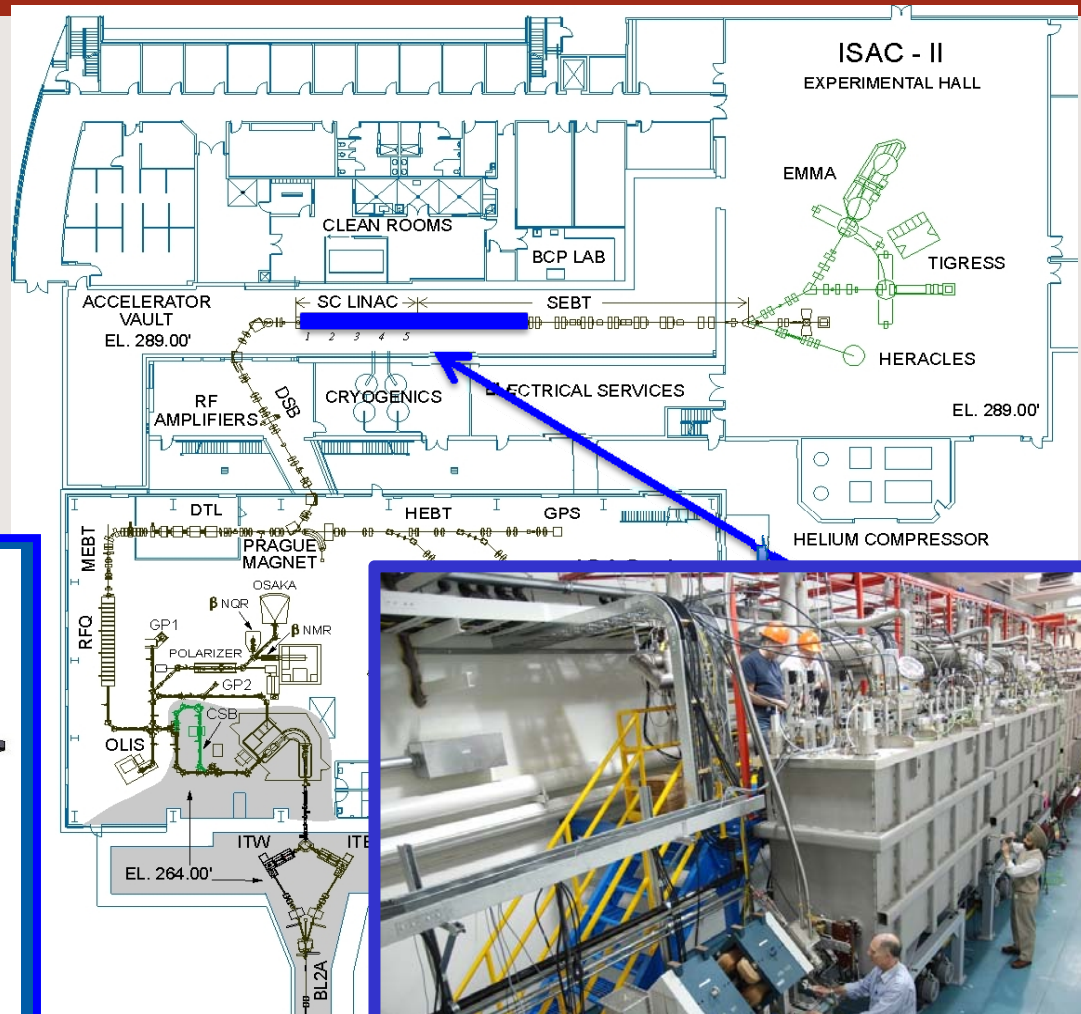 ISAC - II
EXPERIMENTAL HALL
EMMA
CLEAN ROOMS
BCP LAB
TIGRESS
ACCELERATOR
VAULT
EL. 289.00'
SC LINAC
SEBT
1 2 3 4 5
HERACLES
RF
AMPLIFIERS
DSB
CRYOGENICS
ELECTRICAL SERVICES
EL. 289.00'
DTL
HEBT
GPS
MEBT
PRAGUE
MAGNET
HELIUM COMPRESSOR
RFQ
OSAKA
β NQR
GP1
β NMR
POLARIZER
GP2
CSB
OLIS
ITW
EL. 264.00'
BL2A